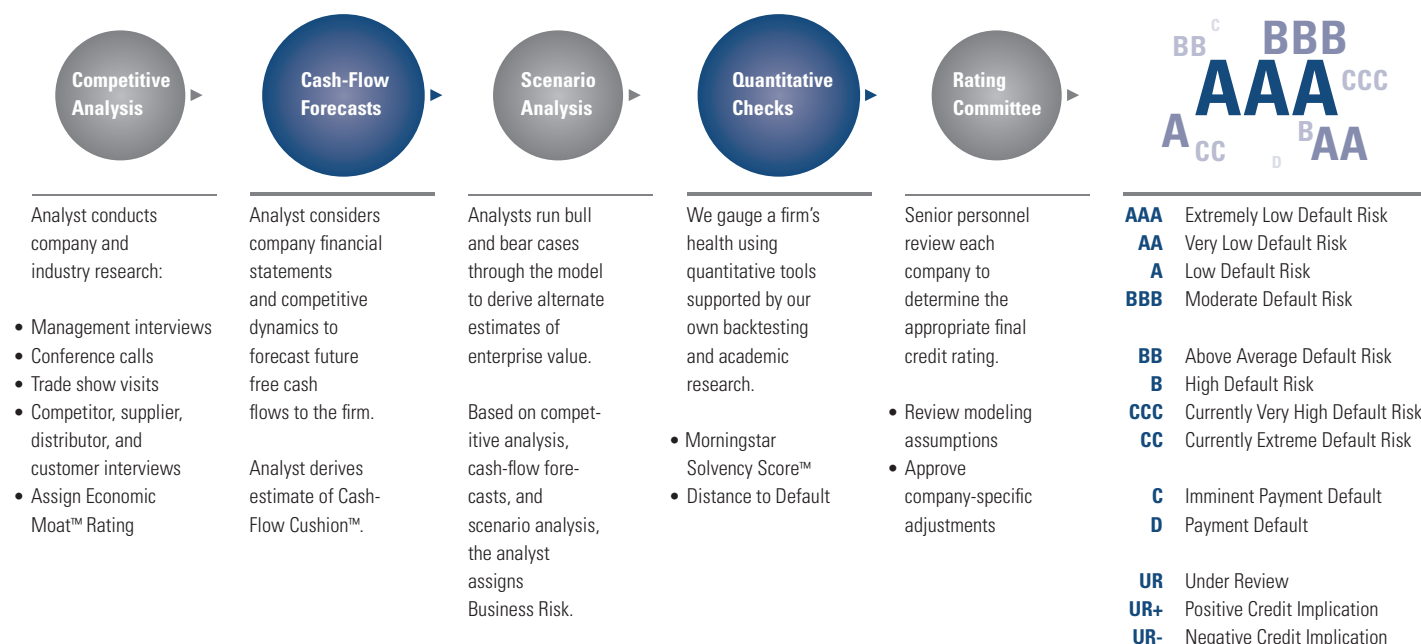 Competitive
Analysis
Cash-Flow
Forecasts
Scenario
Analysis
Quantitative
Checks
Rating
Committee
C
BB
BBB
AAA
CCC
A
CC
B
AA
D
Analyst conducts
company and
industry research:
• Management interviews
• Conference calls
• Trade show visits
• Competitor, supplier,
distributor, and
customer interviews
• Assign Economic
Moat™ Rating
Analyst considers
company financial
statements
and competitive
dynamics to
forecast future
free cash
flows to the firm.
Analyst derives
estimate of Cash-
Flow Cushion™.
Analysts run bull
and bear cases
through the model
to derive alternate
estimates of
enterprise value.
Based on compet-
itive analysis,
cash-flow fore-
casts, and
scenario analysis,
the analyst
assigns
Business Risk.
We gauge a firm's
health using
quantitative tools
supported by our
own backtesting
and academic
research.
• Morningstar
Solvency Score™
• Distance to Default
Senior personnel
review each
company to
determine the
appropriate final
credit rating.
• Review modeling
assumptions
• Approve
company-specific
adjustments
AAA Extremely Low Default Risk
AA Very Low Default Risk
A Low Default Risk
BBB Moderate Default Risk
BB Above Average Default Risk
B High Default Risk
CCC Currently Very High Default Risk
CC Currently Extreme Default Risk
C Imminent Payment Default
D Payment Default
UR Under Review
UR+ Positive Credit Implication
UR- Negative Credit Implication